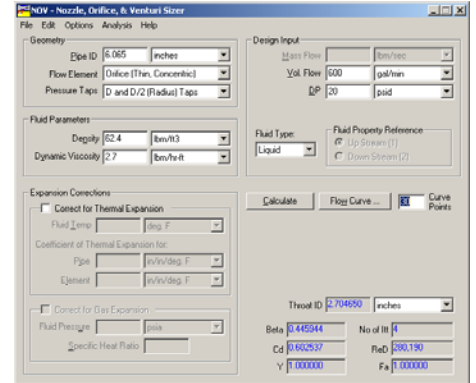 NOV - Nozzle, Orifice, & Venturi Sizer
File Edit Options Analysis Help
Geometry
Pipe ID 6.065 inches
Flow Element Orifice (Thin, Concentric)
Pressure Taps D and D/2 (Radius) Taps
Fluid Parameters
Density 62.4 lbm/ft3
Dynamic Viscosity 2.7 lbm/hr-ft
Design Input
Mass Flow lbm/sec
Vol. Flow 600 gal/min
DP 20 psid
Fluid Type:
Liquid
Fluid Property Reference
Up Stream (1)
Down Stream (2)
Expansion Corrections
Correct for Thermal Expansion
Fluid Temp deg. F
Coefficient of Thermal Expansion for:
Pipe in/in/deg. F
Element in/in/deg. F
Correct for Gas Expansion
Fluid Pressure psia
Specific Heat Ratio
Calculate Flow Curve ... 30 Curve Points
Throat ID 2.704650 inches
Beta 0.445944 No of Itt 4
Cd 0.602537 ReD 280,190
Y 1.000000 Fa 1.000000